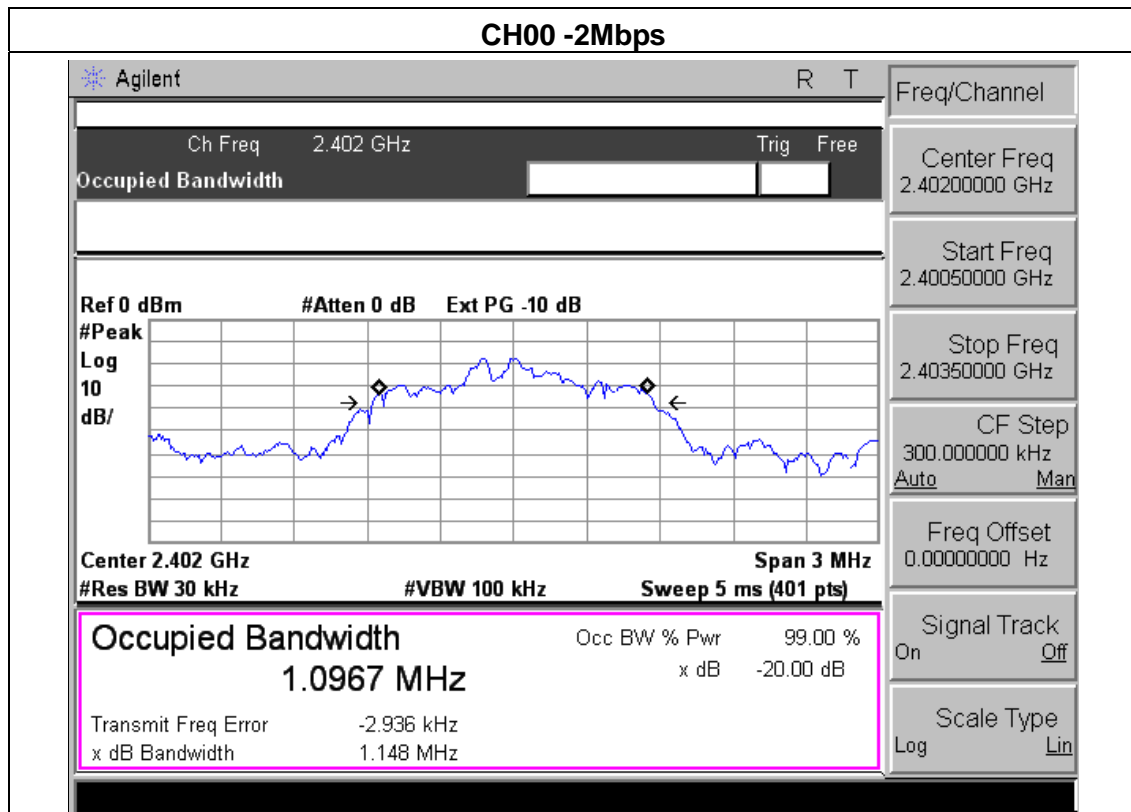 CH00 -2Mbps
Agilent R T
Freq/Channel
Ch Freq 2.402 GHz Trig Free
Occupied Bandwidth
Center Freq
2.40200000 GHz
Start Freq
2.40050000 GHz
Stop Freq
2.40350000 GHz
CF Step
300.000000 kHz
Auto Man
Freq Offset
0.00000000 Hz
Signal Track
On Off
Scale Type
Log Lin
Ref 0 dBm #Atten 0 dB Ext PG -10 dB
#Peak
Log
10
dB/
Center 2.402 GHz Span 3 MHz
#Res BW 30 kHz #VBW 100 kHz Sweep 5 ms (401 pts)
Occupied Bandwidth Occ BW % Pwr 99.00 %
1.0967 MHz x dB -20.00 dB
Transmit Freq Error -2.936 kHz
x dB Bandwidth 1.148 MHz